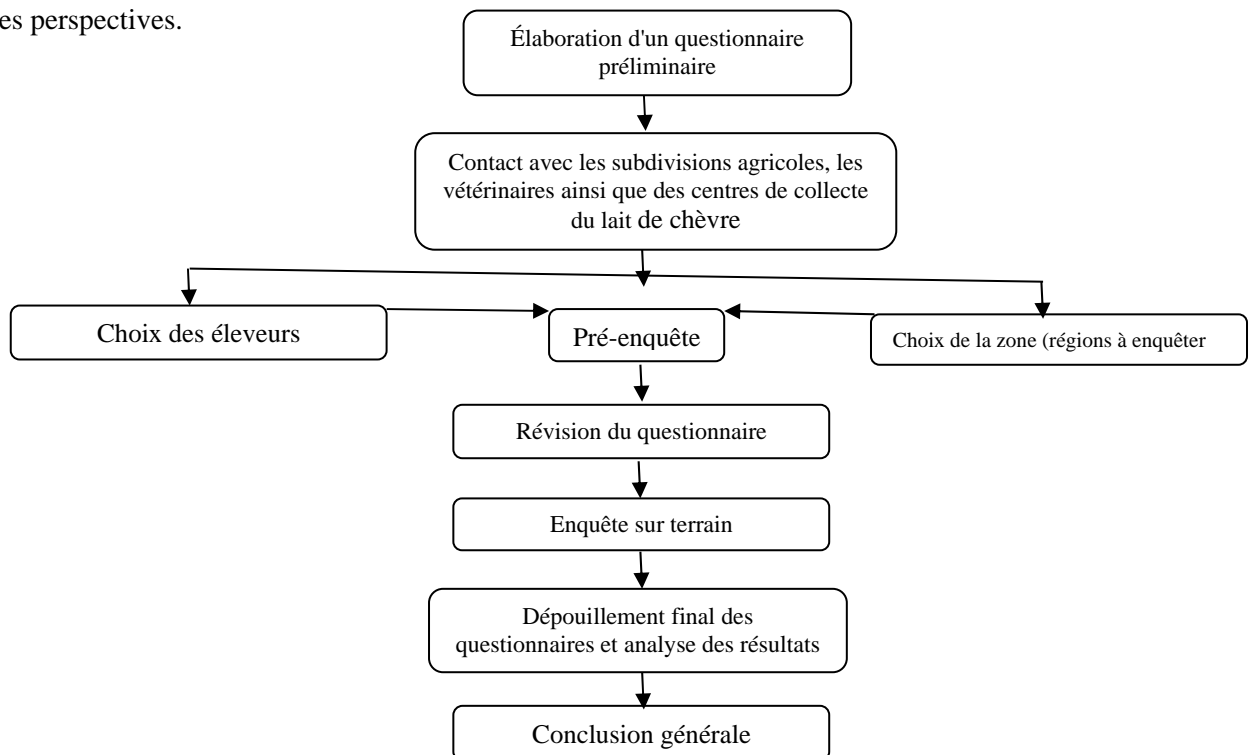 es perspectives.
Élaboration d'un questionnaire
préliminaire
Contact avec les subdivisions agricoles, les
vétérinaires ainsi que des centres de collecte
du lait de chèvre
Choix des éleveurs
Pré-enquête
Choix de la zone (régions à enquêter
Révision du questionnaire
Enquête sur terrain
Dépouillement final des
questionnaires et analyse des résultats
Conclusion générale